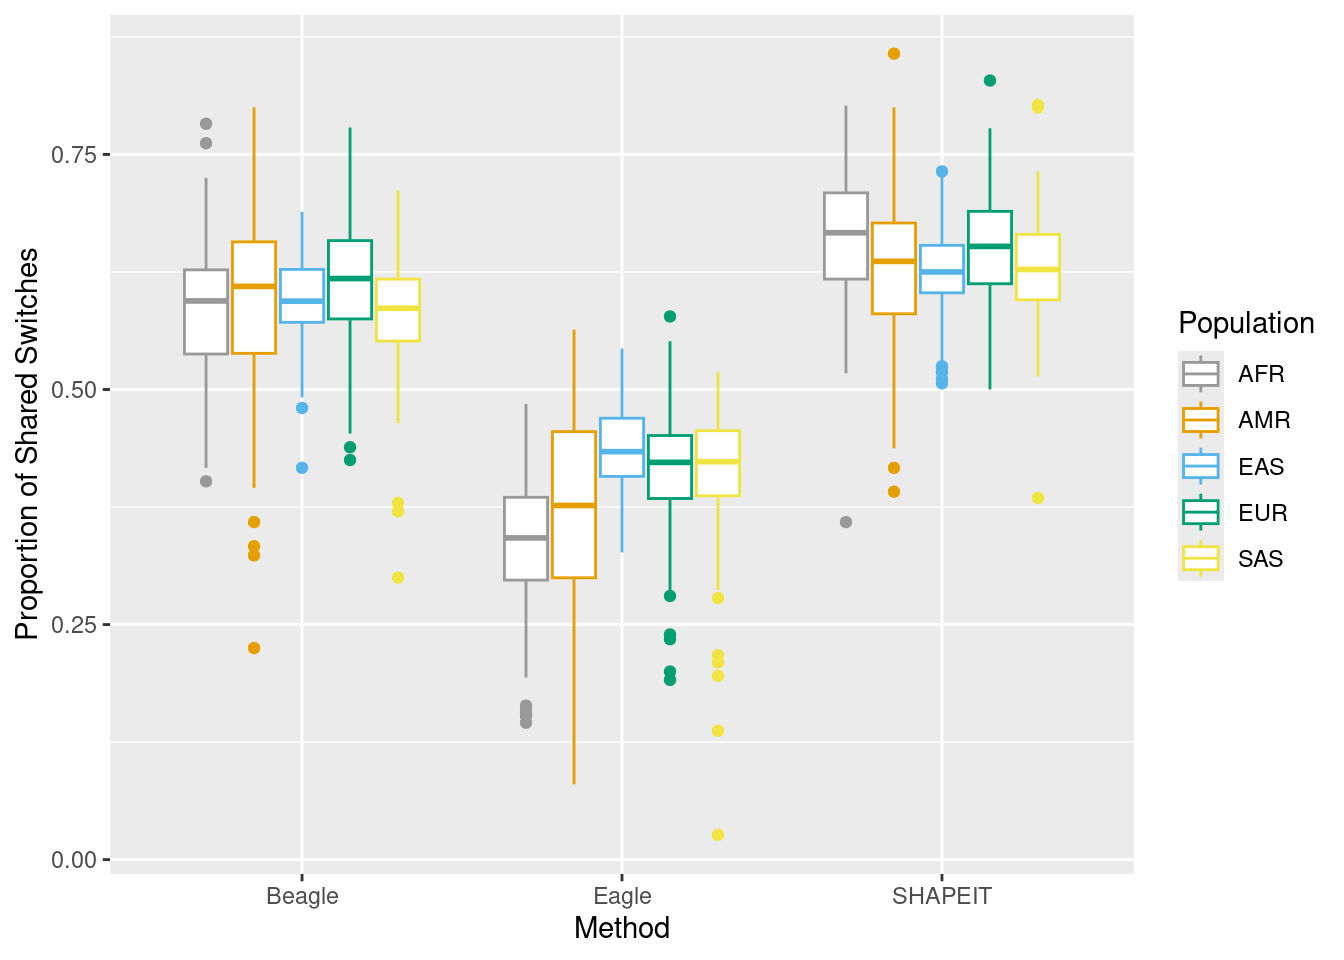 Proportion of Shared Switches
0.75
0.50
0.25
0.00
Beagle
Eagle
SHAPEIT
Method
Population
AFR
AMR
EAS
EUR
SAS